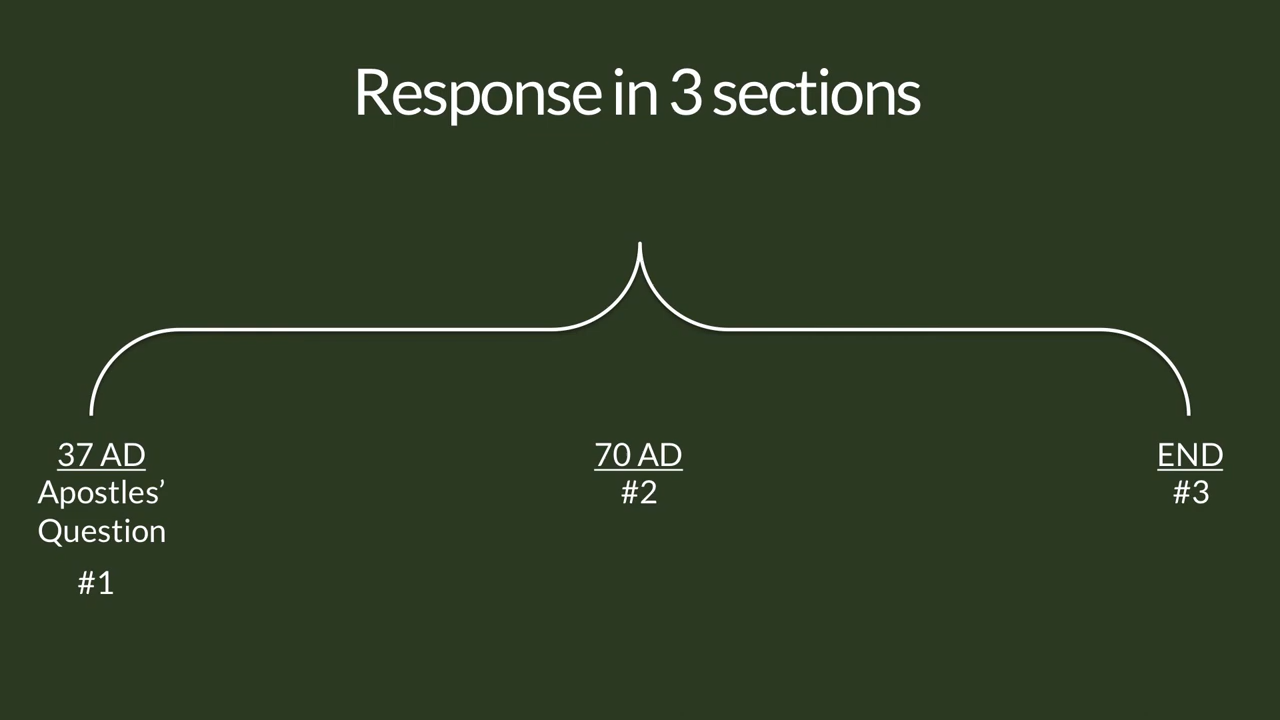 Response in 3 sections
37 AD
Apostles’
Question
#1
70 AD
#2
END
#3